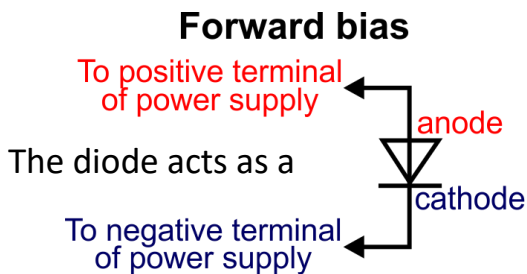 Forward bias
To positive terminal
of power supply
anode
The diode acts as a
cathode
To negative terminal
of power supply